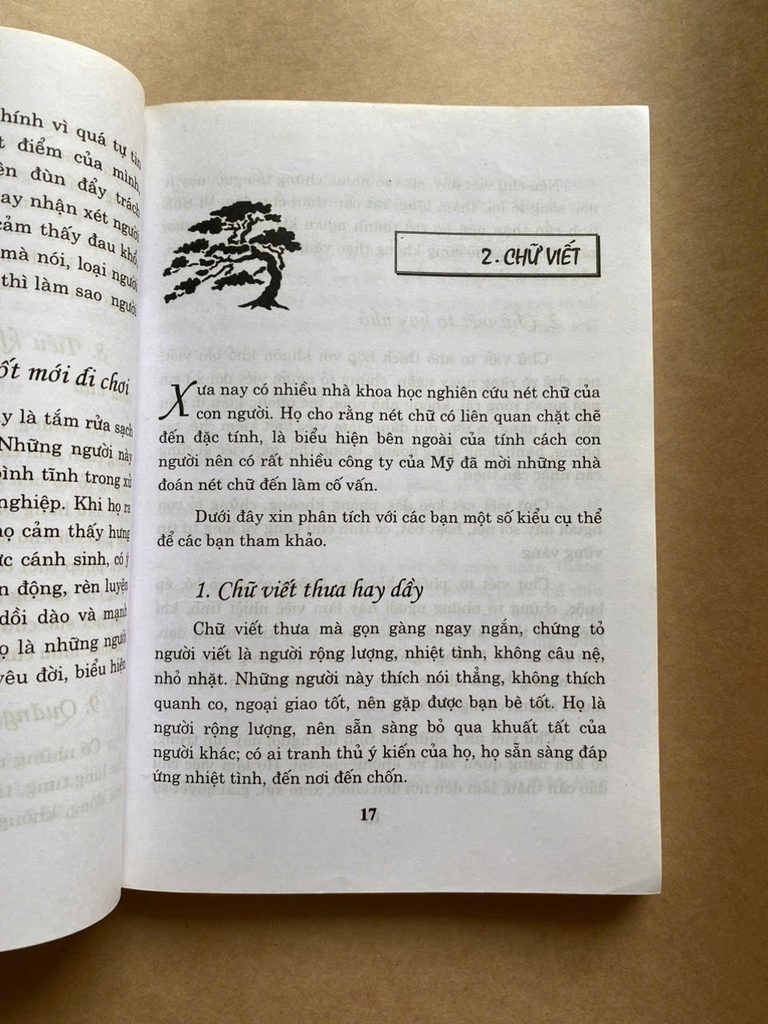 hính vì quá tự tin
t điểm của mình,
ên đùn đẩy trách
ay nhận xét người
cảm thấy đau khổ,
mà nói, loại người
thì làm sao người
ốt mới đi chơi
y là tắm rửa sạch
Những người này
bình tĩnh trong xử
nghiệp. Khi họ ra
họ cảm thấy hưng
ực cánh sinh, có ý
n động, rèn luyện
dồi dào và mạnh
ọ là những người
yêu đời, biểu hiện
2. CHỮ VIẾT
Xưa nay có nhiều nhà khoa học nghiên cứu nét chữ của
con người. Họ cho rằng nét chữ có liên quan chặt chẽ
đến đặc tính, là biểu hiện bên ngoài của tính cách con
người nên có rất nhiều công ty của Mỹ đã mời những nhà
đoán nét chữ đến làm cố vấn.
Dưới đây xin phân tích với các bạn một số kiểu cụ thể
để các bạn tham khảo.
1. Chữ viết thưa hay dầy
Chữ viết thưa mà gọn gàng ngay ngắn, chứng tỏ
người viết là người rộng lượng, nhiệt tình, không câu nệ,
nhỏ nhặt. Những người này thích nói thẳng, không thích
quanh co, ngoại giao tốt, nên gặp được bạn bè tốt. Họ là
người rộng lượng, nên sẵn sàng bỏ qua khuất tất của
người khác; có ai tranh thủ ý kiến của họ, họ sẵn sàng đáp
ứng nhiệt tình, đến nơi đến chốn.
17